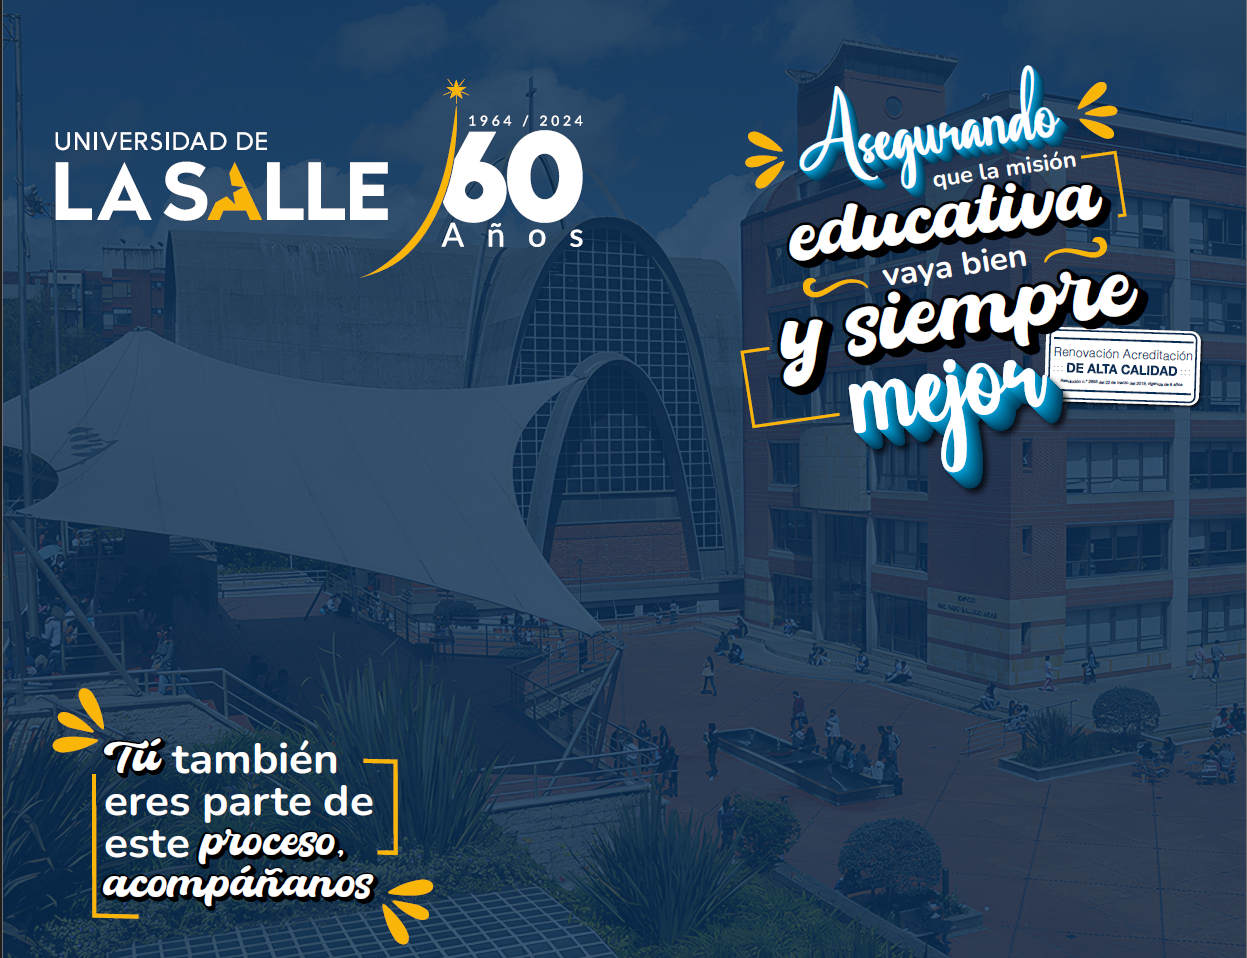 UNIVERSIDAD DE
LA SALLE
1964 / 2024
60
Años
Asegurando
que la misión
educativa
vaya bien
y siempre
mejor
Renovación Acreditación
DE ALTA CALIDAD
Tú también
eres parte de
este proceso,
acompáñanos